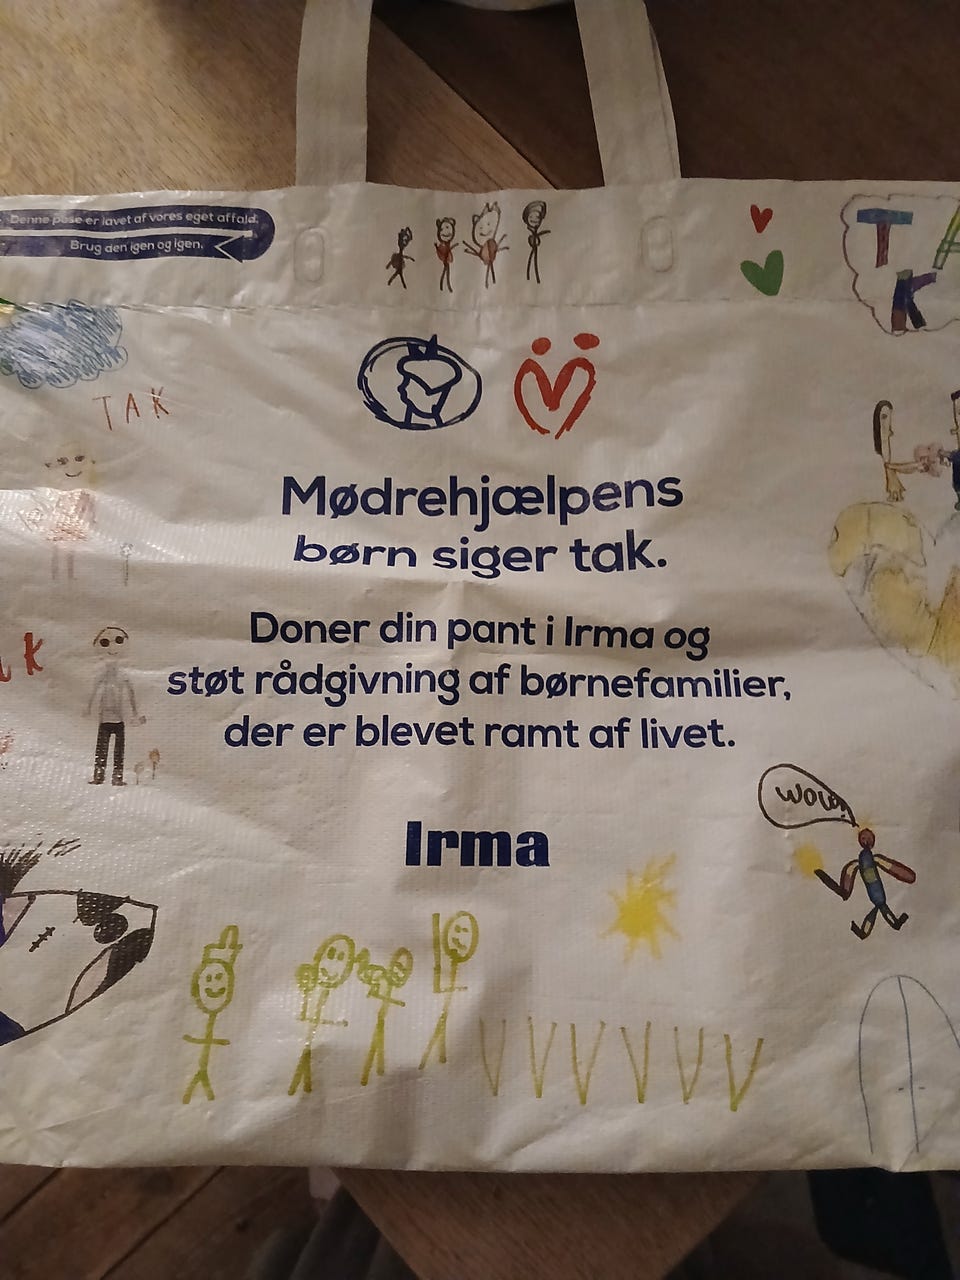 Denne pose er lavet af vores eget affald.
Brug den igen og igen.
T A
K
TAK
Mødrehjælpens
børn siger tak.
Doner din pant i Irma og
støt rådgivning af børnefamilier,
der er blevet ramt af livet.
K
wow!
Irma